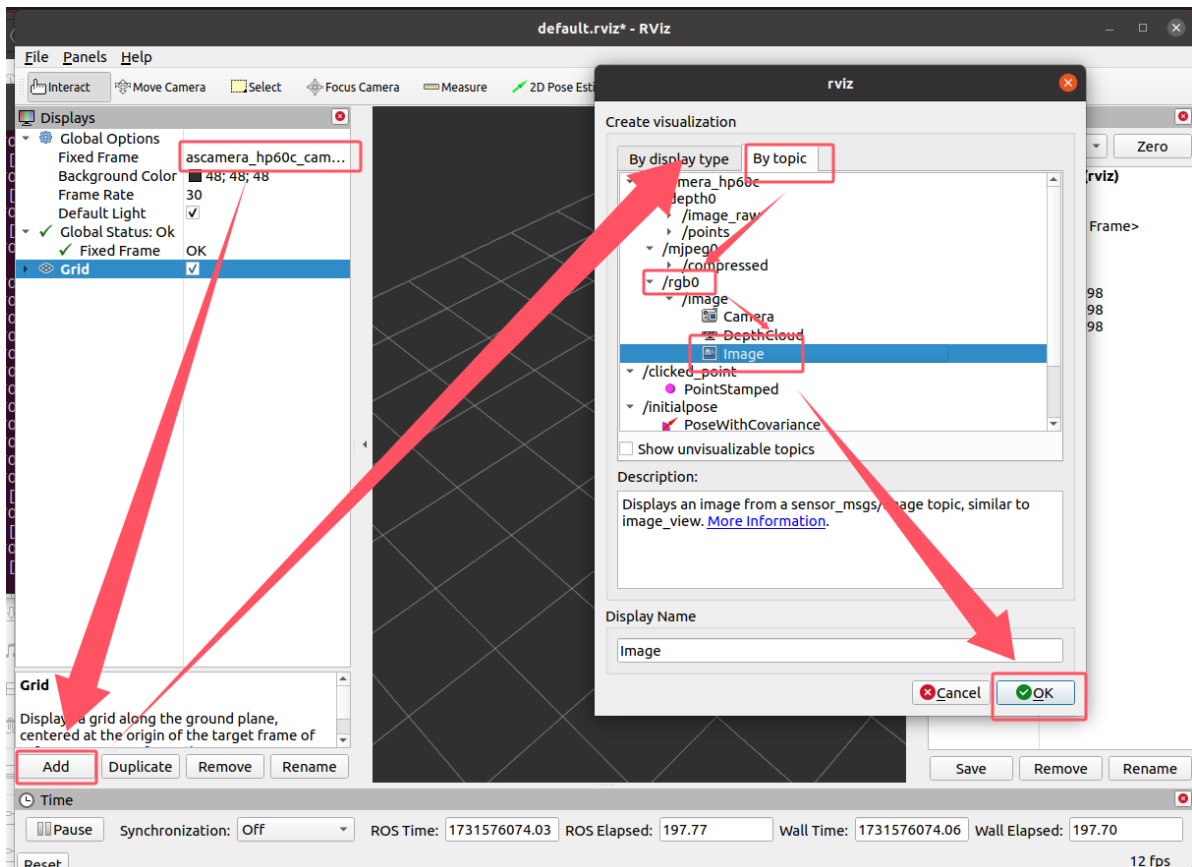 default.rviz* - RViz
File Panels Help
Interact Move Camera Select Focus Camera Measure 2D Pose Esti
Displays
Global Options
Fixed Frame ascamera_hp60c_cam...
Background Color 48; 48; 48
Frame Rate 30
Default Light
Global Status: Ok
Fixed Frame OK
Grid
Grid
Display a grid along the ground plane,
centered at the origin of the target frame of
Add Duplicate Remove Rename
rviz
Create visualization
By display type By topic
mera_hp60c
depth0
/image_raw
/points
/mjpeg0
/compressed
/rgb0
/image
Camera
DepthCloud
Image
/clicked_point
PointStamped
/initialpose
PoseWithCovariance
Show unvisualizable topics
Description:
Displays an image from a sensor_msgs/Image topic, similar to
image_view. More Information.
Display Name
Image
Cancel OK
Zero
(rviz)
Frame>
98
98
98
Save Remove Rename
Time
Pause Synchronization: Off ROS Time: 1731576074.03 ROS Elapsed: 197.77 Wall Time: 1731576074.06 Wall Elapsed: 197.70
Reset 12 fps